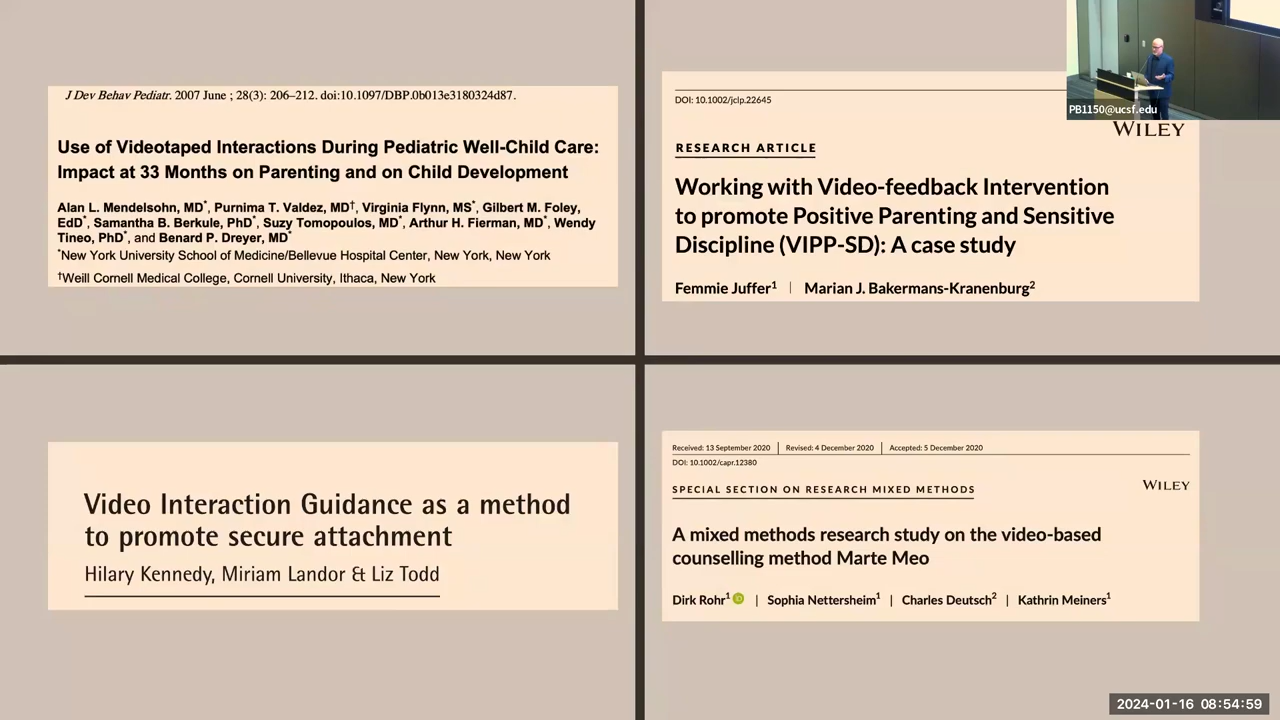 J Dev Behav Pediatr. 2007 June ; 28(3): 206–212. doi:10.1097/DBP.0b013e3180324d87.
Use of Videotaped Interactions During Pediatric Well-Child Care:
Impact at 33 Months on Parenting and on Child Development
Alan L. Mendelsohn, MD*, Purnima T. Valdez, MD†, Virginia Flynn, MS*, Gilbert M. Foley,
EdD*, Samantha B. Berkule, PhD*, Suzy Tomopoulos, MD*, Arthur H. Fierman, MD*, Wendy
Tineo, PhD*, and Benard P. Dreyer, MD*
*New York University School of Medicine/Bellevue Hospital Center, New York, New York
†Weill Cornell Medical College, Cornell University, Ithaca, New York
DOI: 10.1002/jclp.22645
PB1150@ucsf.edu
WILEY
RESEARCH ARTICLE
Working with Video-feedback Intervention
to promote Positive Parenting and Sensitive
Discipline (VIPP-SD): A case study
Femmie Juffer1 | Marian J. Bakermans-Kranenburg2
Video Interaction Guidance as a method
to promote secure attachment
Hilary Kennedy, Miriam Landor & Liz Todd
Received: 13 September 2020 | Revised: 4 December 2020 | Accepted: 5 December 2020
DOI: 10.1002/capr.12380
SPECIAL SECTION ON RESEARCH MIXED METHODS
WILEY
A mixed methods research study on the video-based
counselling method Marte Meo
Dirk Rohr1 iD | Sophia Nettersheim1 | Charles Deutsch2 | Kathrin Meiners1
2024-01-16 08:54:59